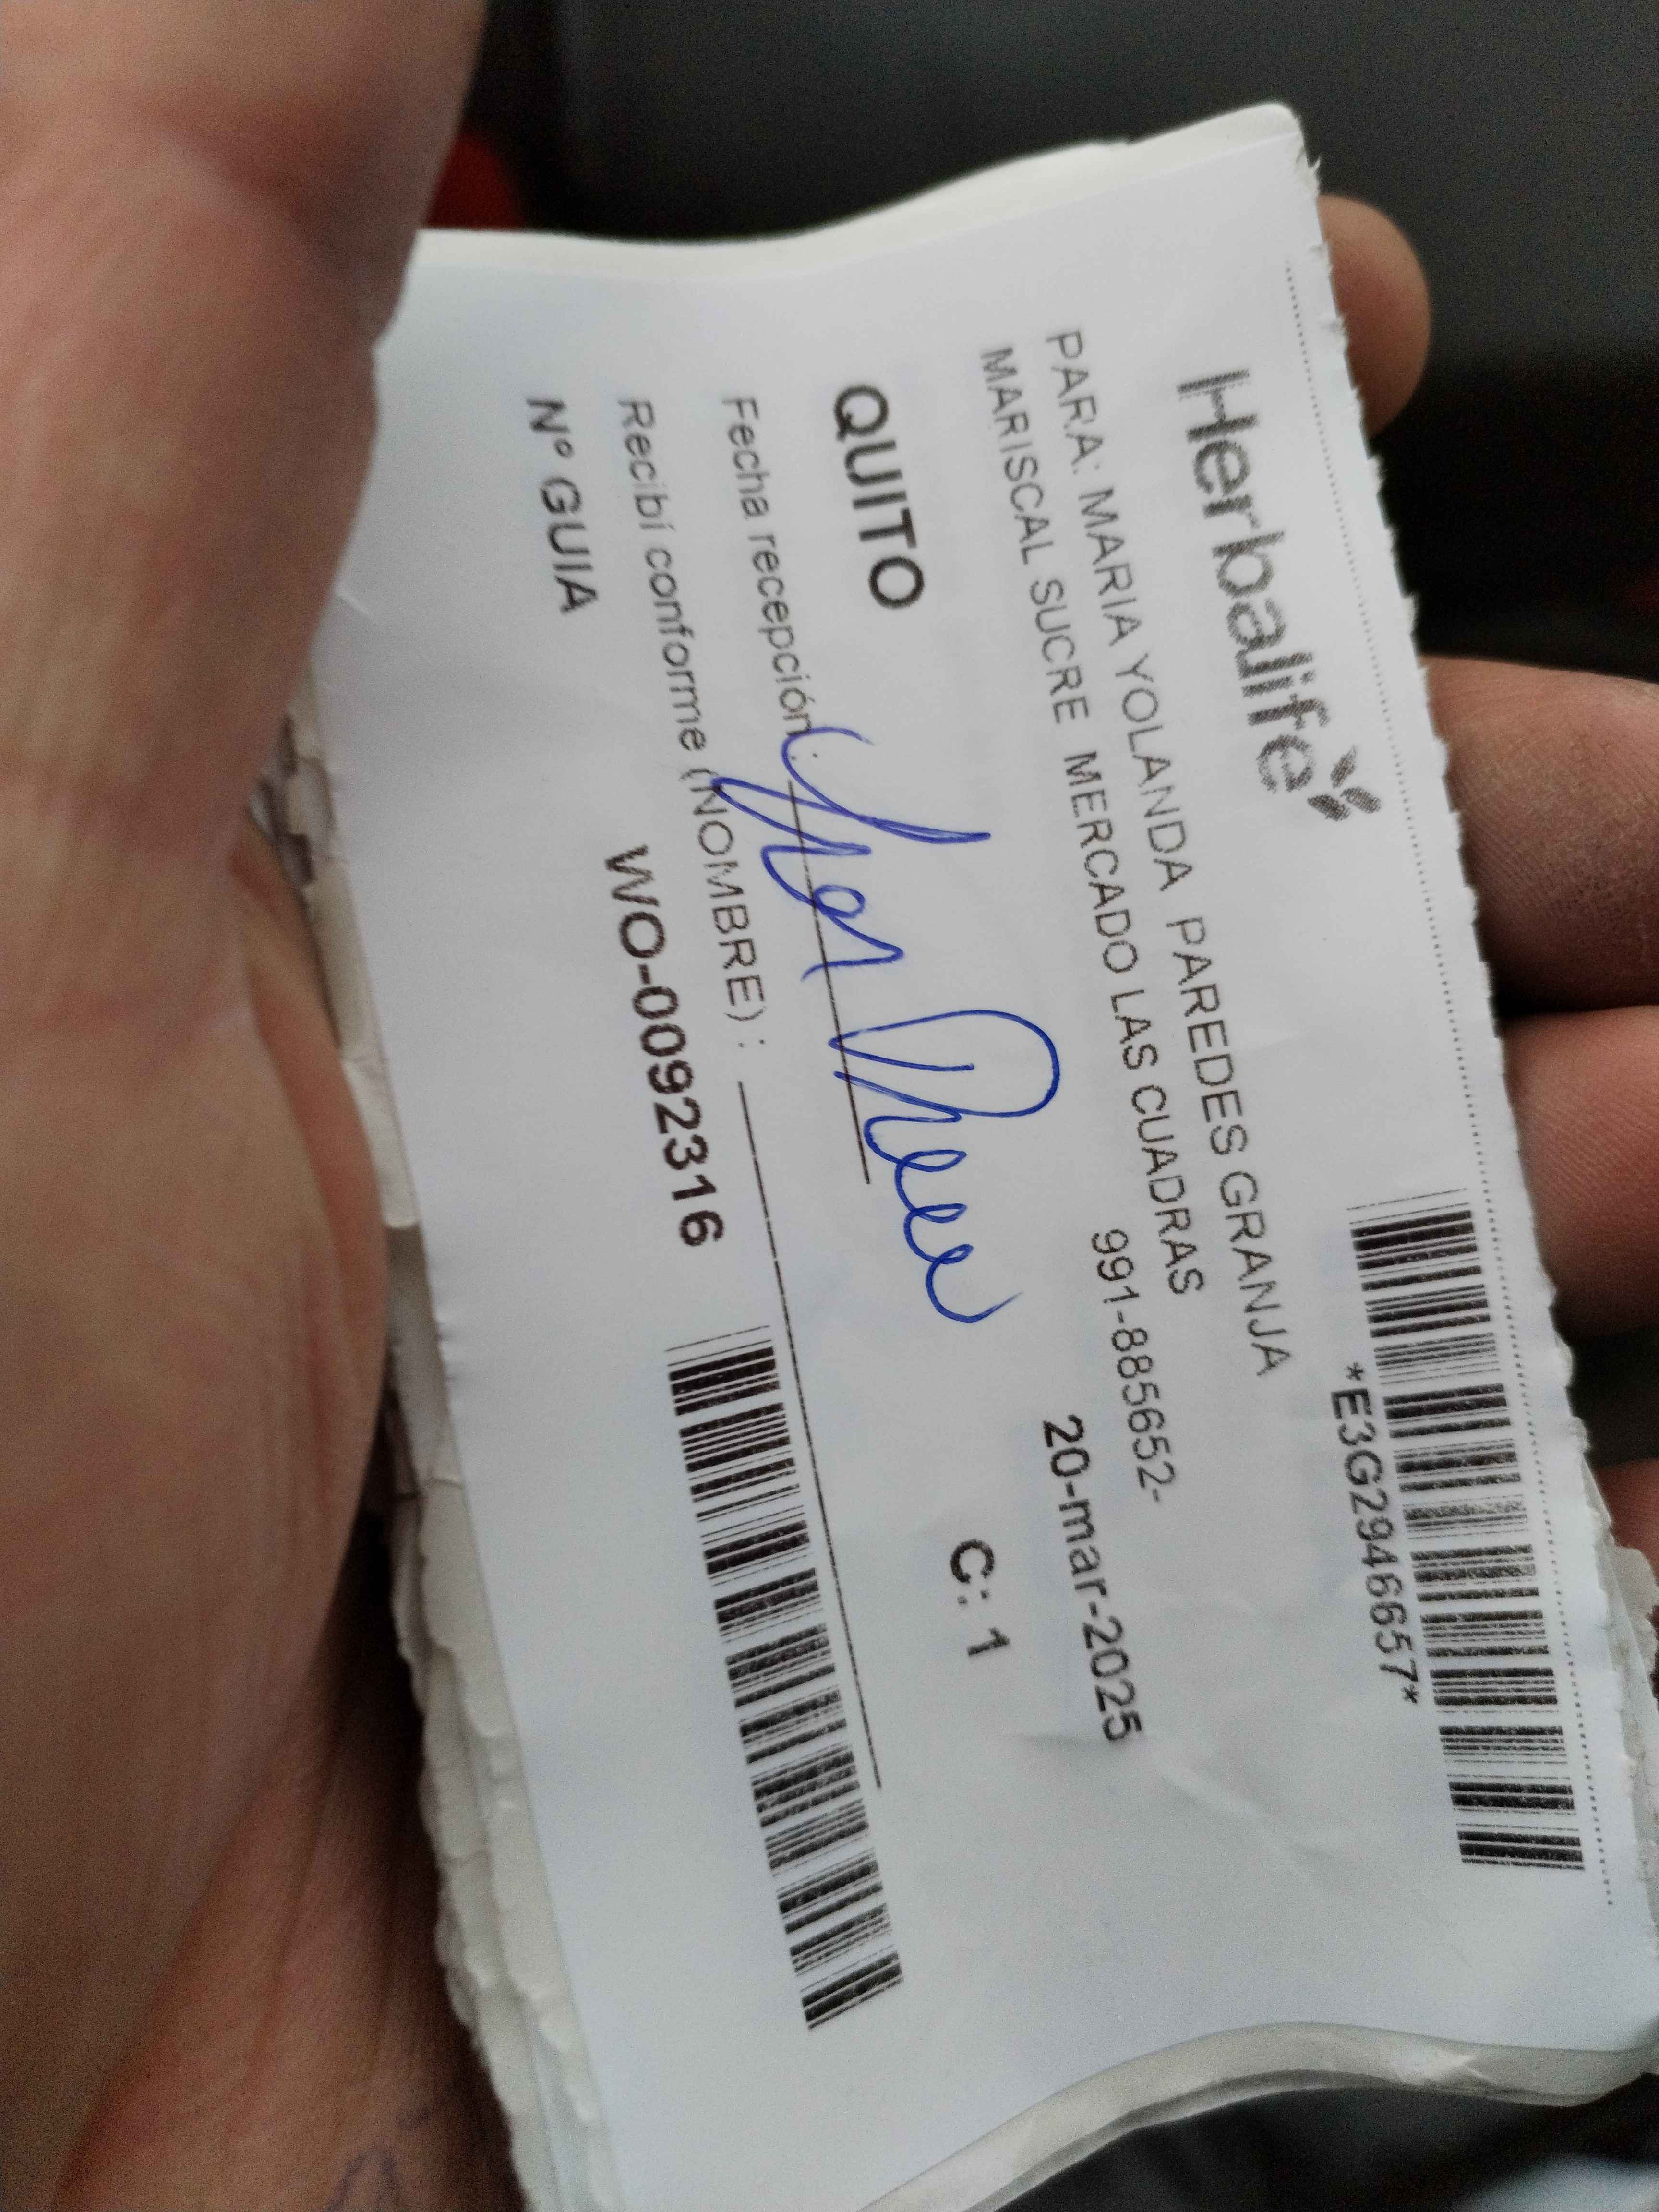 Herbalife
*E3G2946657*
PARA: MARIA YOLANDA PAREDES GRANJA
MARISCAL SUCRE MERCADO LAS CUADRAS
991-885652-
20-mar-2025
QUITO
C: 1
Fecha recepción:
Recibí conforme (NOMBRE) :
Nº GUIA
WO-0092316